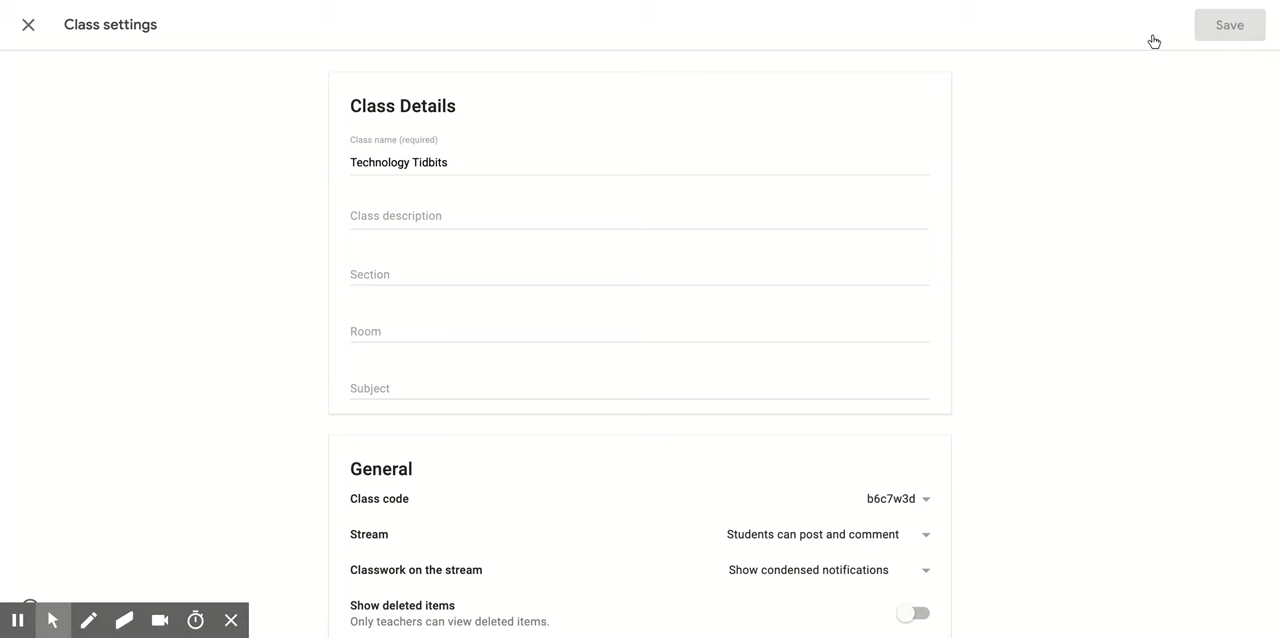 Class settings
Save
Class Details
Class name (required)
Technology Tidbits
Class description
Section
Room
Subject
General
Class code b6c7w3d
Stream Students can post and comment
Classwork on the stream Show condensed notifications
Show deleted items
Only teachers can view deleted items.